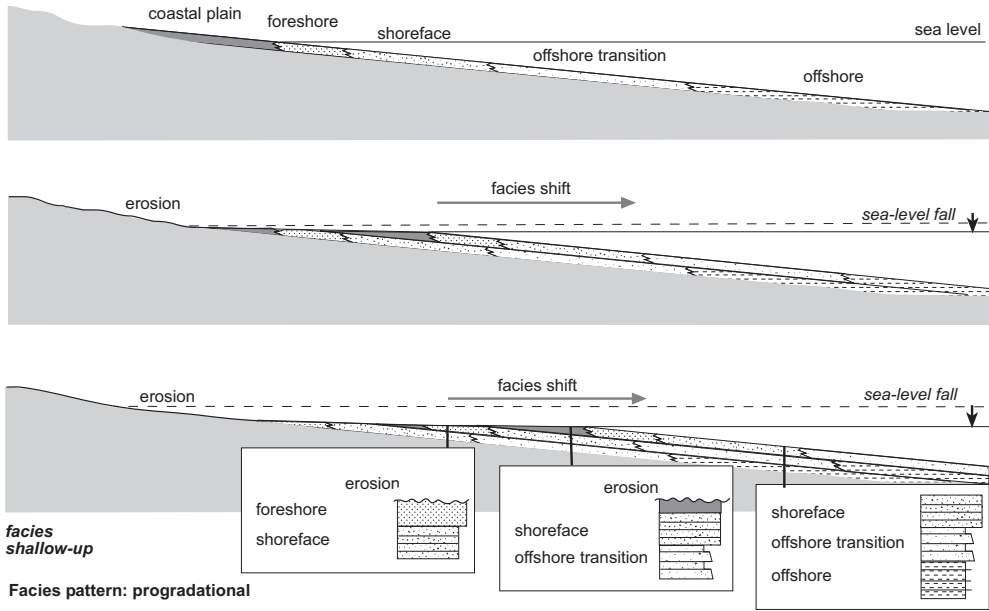 coastal plain
foreshore
shoreface
sea level
offshore transition
offshore
facies shift
erosion
sea-level fall
facies shift
sea-level fall
erosion
erosion
foreshore
shoreface
erosion
shoreface
offshore transition
shoreface
offshore transition
offshore
facies
shallow-up
Facies pattern: progradational